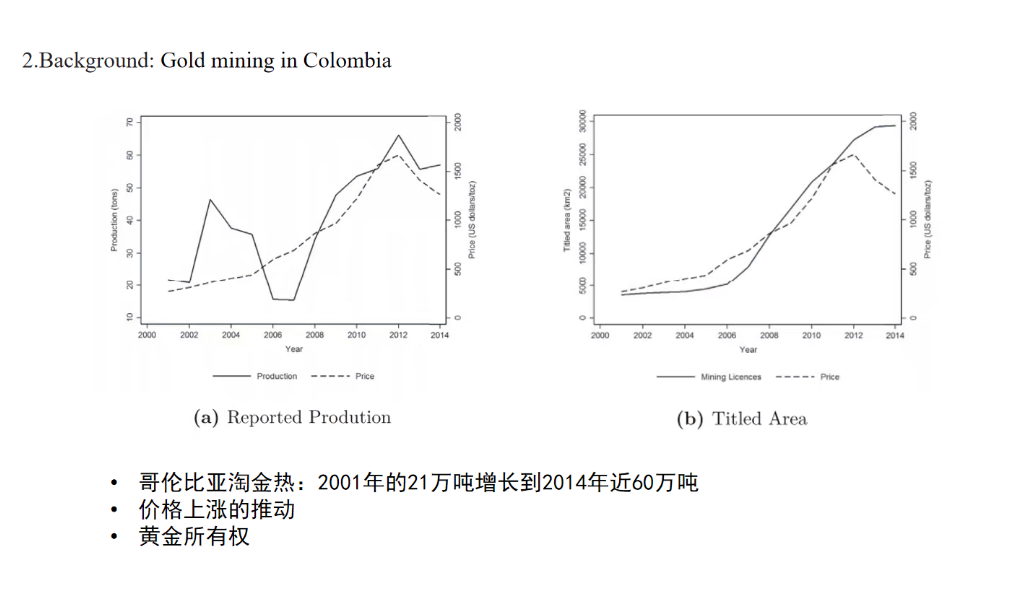 2.Background: Gold mining in Colombia
70
60
50
40
30
20
10
Production (tons)
2000
1500
1000
500
0
Price (US dollars/toz)
2000 2002 2004 2006 2008 2010 2012 2014
Year
Production Price
(a) Reported Prodution
30000
25000
20000
15000
10000
5000
0
Titled area (km2)
2000
1500
1000
500
0
Price (US dollars/toz)
2000 2002 2004 2006 2008 2010 2012 2014
Year
Mining Licences Price
(b) Titled Area
• 哥伦比亚淘金热：2001年的21万吨增长到2014年近60万吨
• 价格上涨的推动
• 黄金所有权